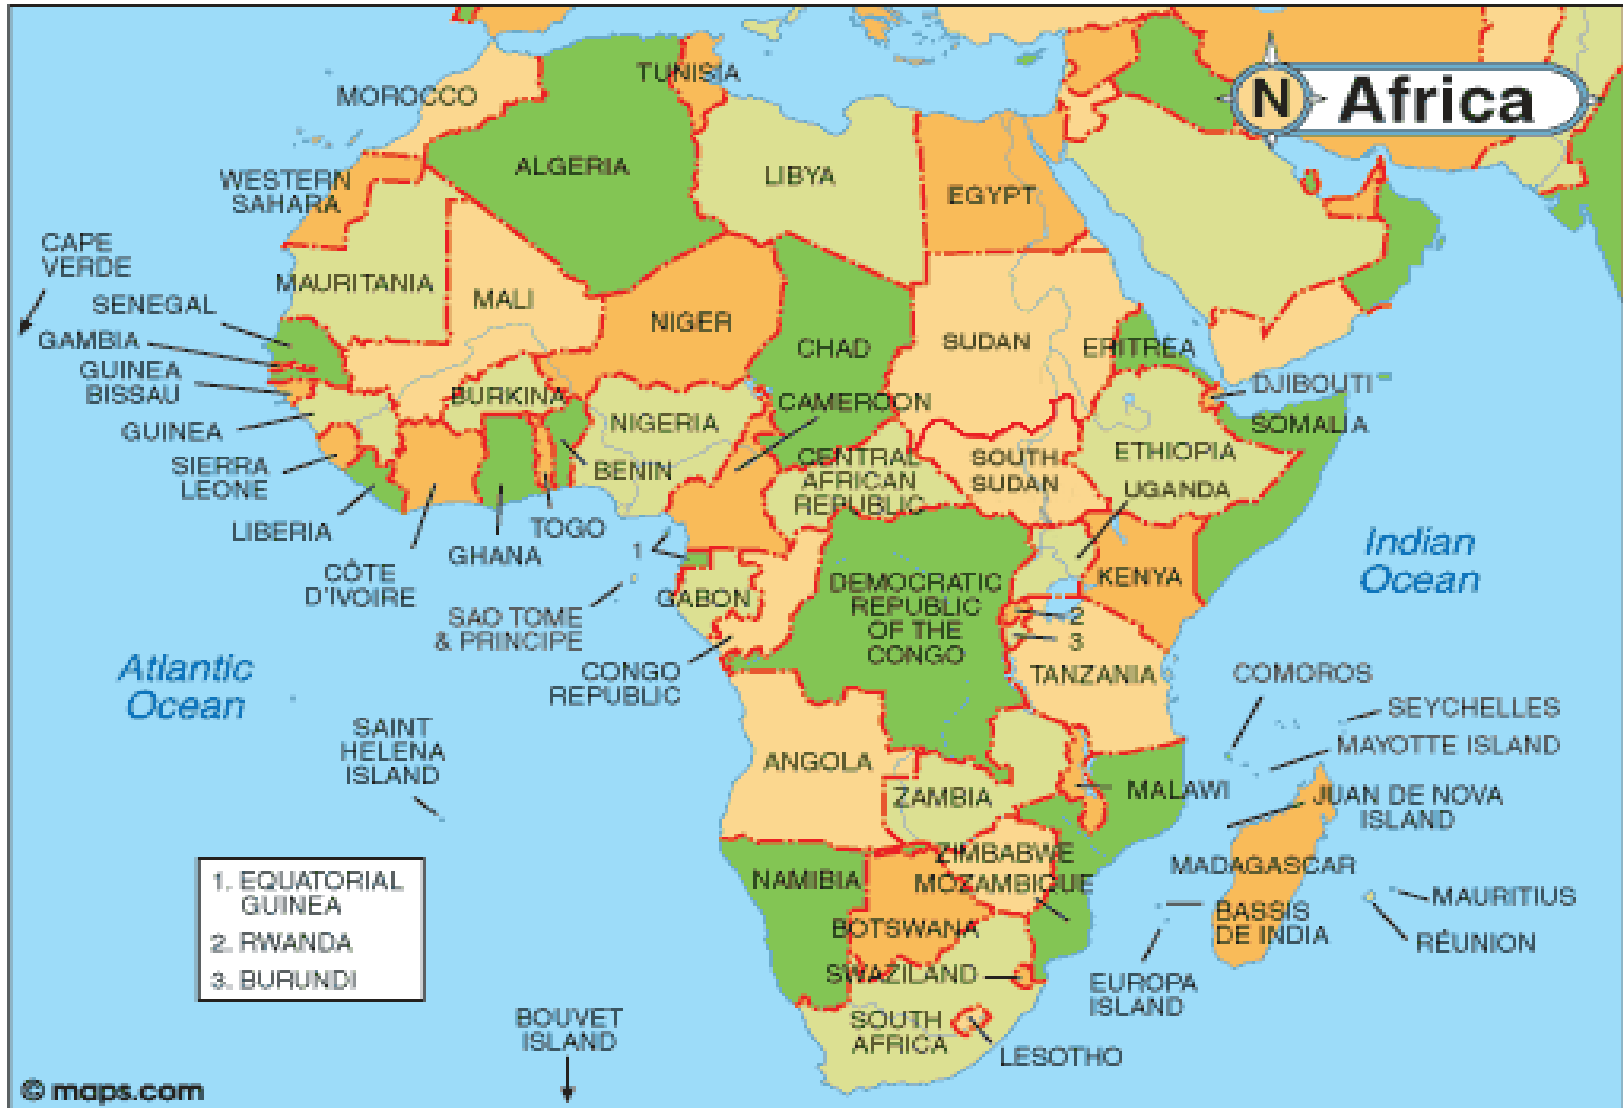 N Africa
TUNISIA
MOROCCO
ALGERIA
LIBYA
EGYPT
WESTERN
SAHARA
CAPE
VERDE
MAURITANIA
MALI
NIGER
CHAD
SUDAN
ERITREA
SENEGAL
GAMBIA
GUINEA
BISSAU
GUINEA
SIERRA
LEONE
LIBERIA
CÔTE
D'IVOIRE
GHANA
TOGO
BURKINA
BENIN
NIGERIA
CAMEROON
CENTRAL
AFRICAN
REPUBLIC
SOUTH
SUDAN
DJIBOUTI
SOMALIA
ETHIOPIA
UGANDA
KENYA
Indian
Ocean
1
SAO TOME
& PRINCIPE
GABON
CONGO
REPUBLIC
DEMOCRATIC
REPUBLIC
OF THE
CONGO
2
3
TANZANIA
Atlantic
Ocean
SAINT
HELENA
ISLAND
COMOROS
SEYCHELLES
MAYOTTE ISLAND
JUAN DE NOVA
ISLAND
ANGOLA
ZAMBIA
MALAWI
ZIMBABWE
MOZAMBIQUE
NAMIBIA
BOTSWANA
MADAGASCAR
MAURITIUS
RÉUNION
BASSIS
DE INDIA
EUROPA
ISLAND
SWAZILAND
SOUTH
AFRICA
LESOTHO
BOUVET
ISLAND
1. EQUATORIAL
GUINEA
2. RWANDA
3. BURUNDI
© maps.com